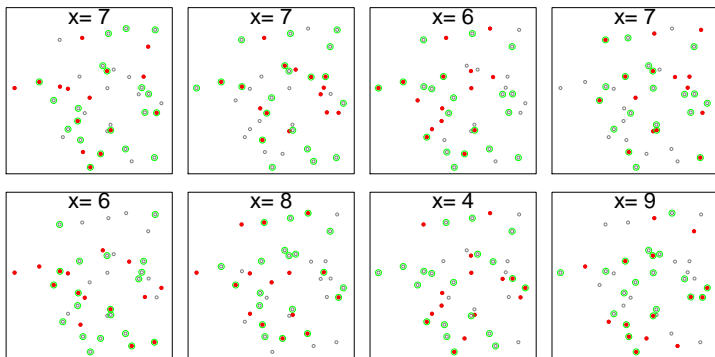 x= 7
x= 7
x= 6
x= 7
x= 6
x= 8
x= 4
x= 9